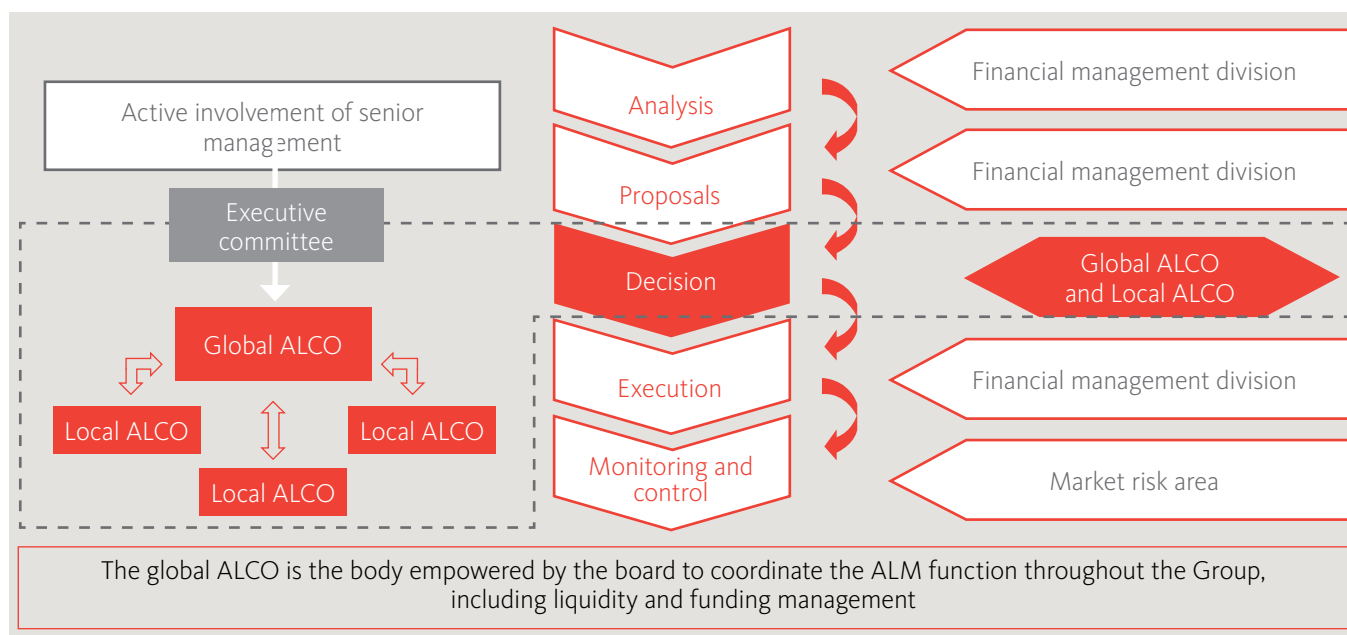 Active involvement of senior
management
Executive
committee
Global ALCO
Local ALCO
Local ALCO
Local ALCO
Analysis
Proposals
Decision
Execution
Monitoring and
control
Financial management division
Financial management division
Global ALCO
and Local ALCO
Financial management division
Market risk area
The global ALCO is the body empowered by the board to coordinate the ALM function throughout the Group,
including liquidity and funding management